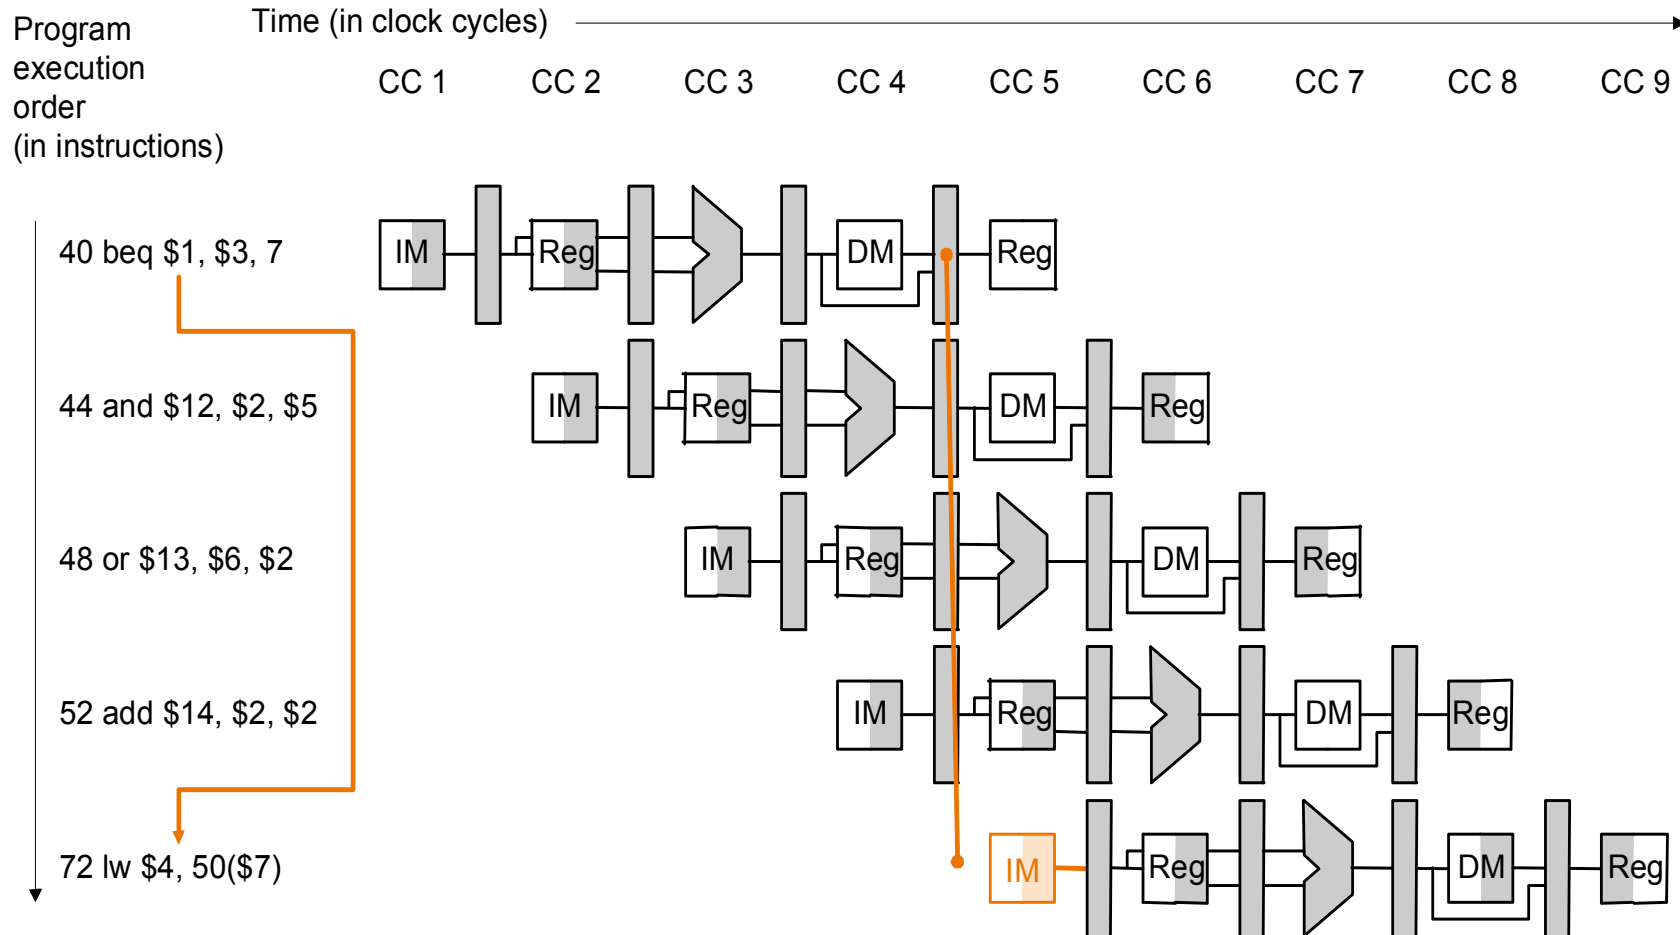 Time (in clock cycles)
Program
execution
order
(in instructions)
CC 1 CC 2 CC 3 CC 4 CC 5 CC 6 CC 7 CC 8 CC 9
40 beq $1, $3, 7 IM Reg DM Reg
44 and $12, $2, $5 IM Reg DM Reg
48 or $13, $6, $2 IM Reg DM Reg
52 add $14, $2, $2 IM Reg DM Reg
72 lw $4, 50($7) IM Reg DM Reg